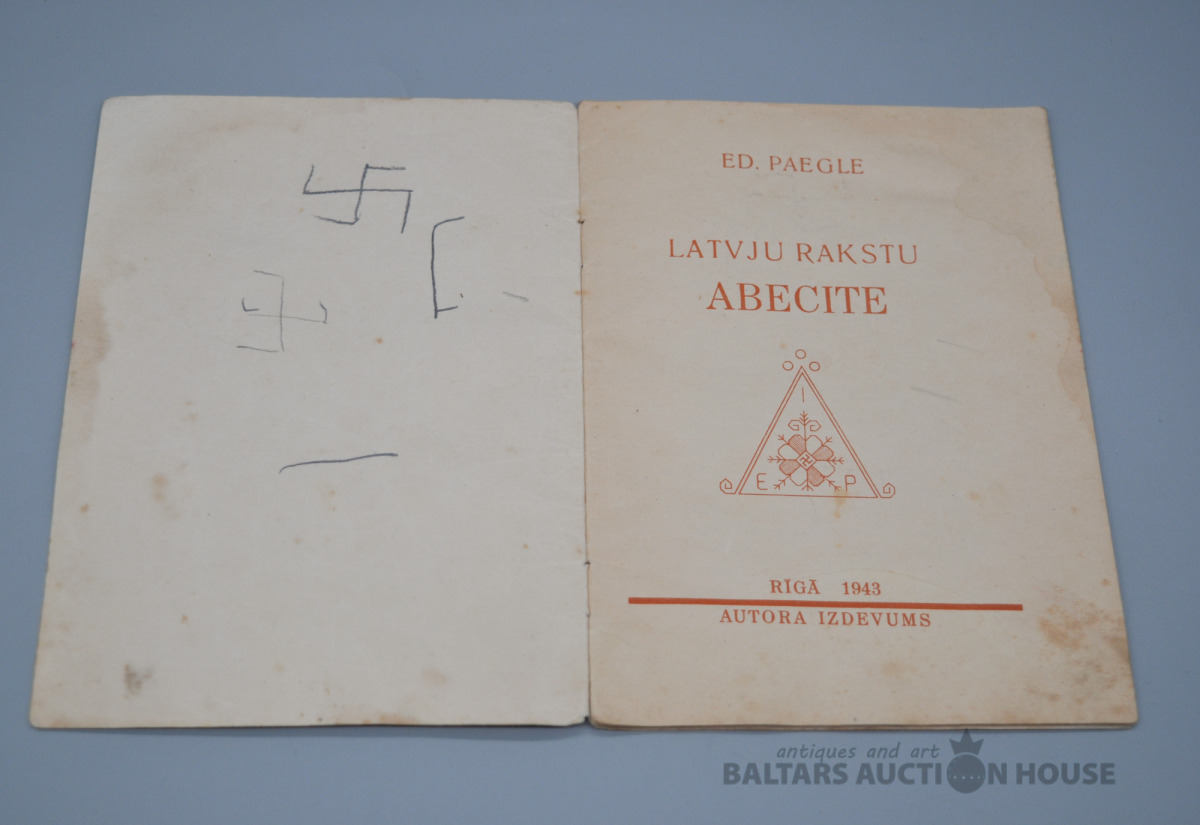 ED. PAEGLE
LATVJU RAKSTU
ABECITE
I
E P
RĪGĀ 1943
AUTORA IZDEVUMS
antiques and art
BALTARS AUCTION HOUSE